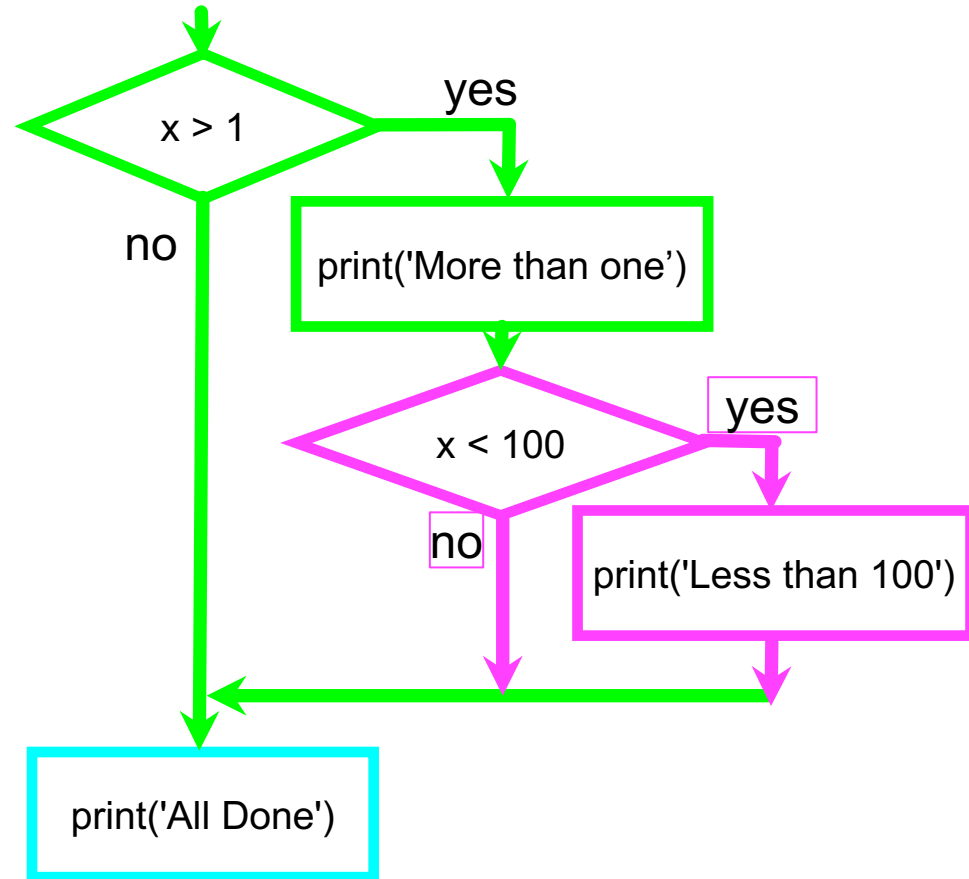 yes
x > 1
no
print('More than one’)
yes
x < 100
no
print('Less than 100')
print('All Done')